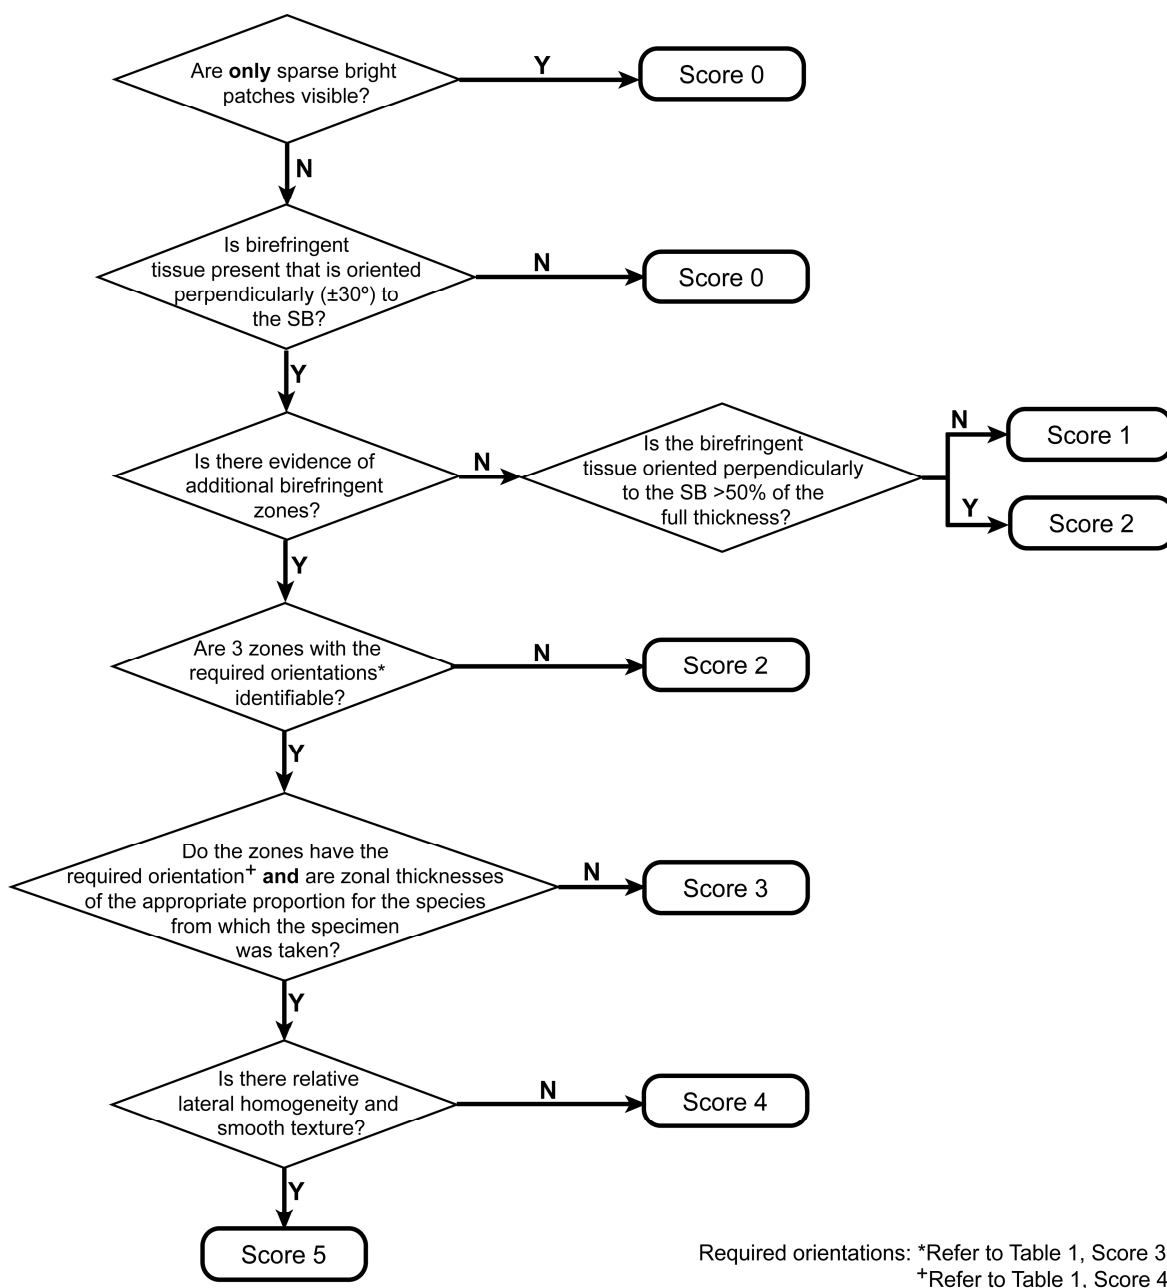 Are only sparse bright
patches visible?
Y
Score 0
N
Is birefringent
tissue present that is oriented
perpendicularly (±30º) to
the SB?
N
Score 0
Y
Is there evidence of
additional birefringent
zones?
N
Is the birefringent
tissue oriented perpendicularly
to the SB >50% of the
full thickness?
N
Score 1
Y
Score 2
Y
Are 3 zones with the
required orientations*
identifiable?
N
Score 2
Y
Do the zones have the
required orientation+ and are zonal thicknesses
of the appropriate proportion for the species
from which the specimen
was taken?
N
Score 3
Y
Is there relative
lateral homogeneity and
smooth texture?
N
Score 4
Y
Score 5
Required orientations: *Refer to Table 1, Score 3
+Refer to Table 1, Score 4